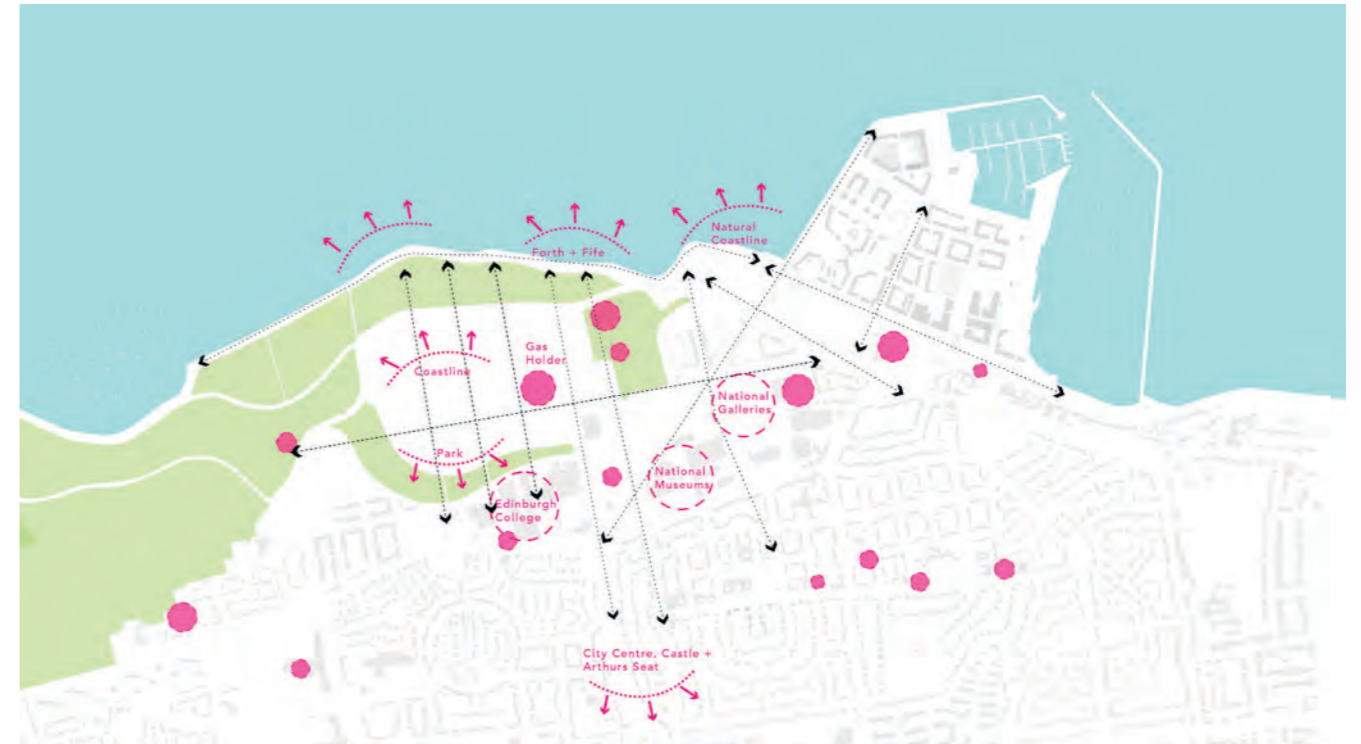 Natural
Coastline
Forth + Fife
Gas
Holder
Coastline
National
Galleries
Park
National
Museums
Edinburgh
College
City Centre, Castle +
Arthurs Seat